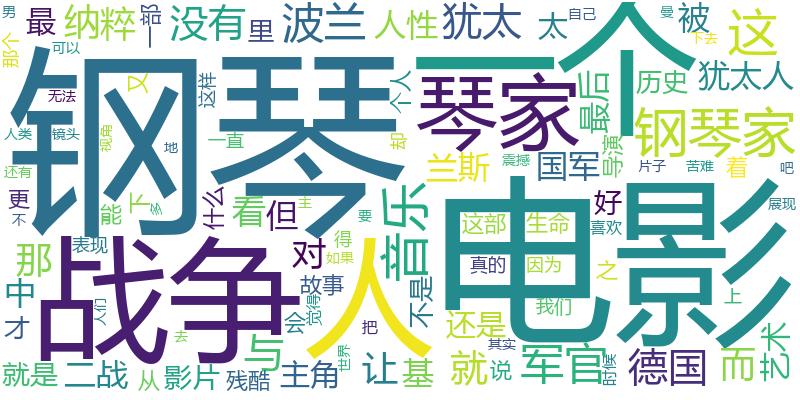 男
那个
最
纳粹
一部
没有
里
波兰
人性
犹太
太
自己
曼
被
下去
这
可以
又
无法
这样
钢琴
一个
个人
琴家
最后
历史
犹太人
钢琴家
人类
镜头
视角
地
一直
却
兰斯
国军
震撼
导演
片子
苦难
着
吧
还有
更
不
能
下
多
什么
看
但
主
要
音乐
电影
这部
生命
好
喜欢
展现
那
表现
战争
人
对
得
如果
故事
觉得
不是
真的
因为
之
我们
上
中
才
人们
会
把
还是
其实
艺术
就是
二战
去
从
影片
与
残酷
主角
世界
让
基
就
说
军官
时候
德国
而